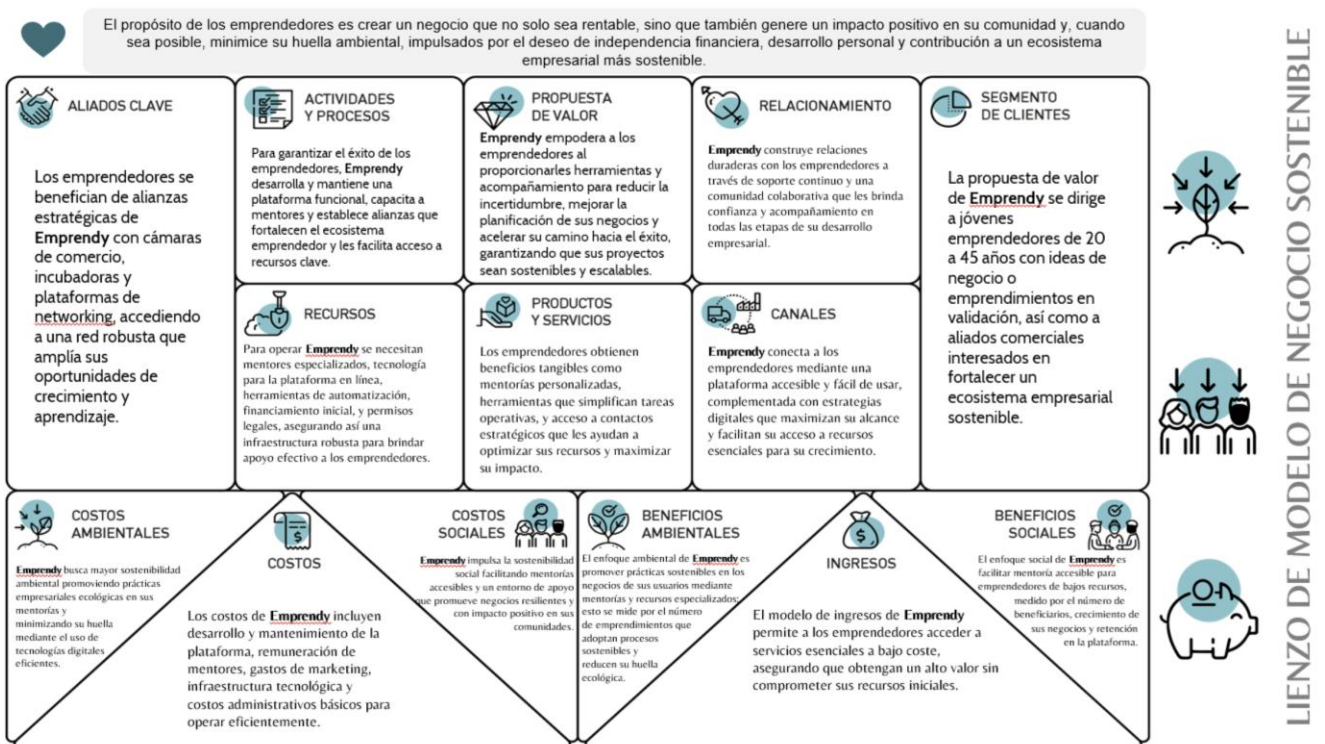 El propósito de los emprendedores es crear un negocio que no solo sea rentable, sino que también genere un impacto positivo en su comunidad y, cuando
sea posible, minimice su huella ambiental, impulsados por el deseo de independencia financiera, desarrollo personal y contribución a un ecosistema
empresarial más sostenible.
ALIADOS CLAVE
Los emprendedores se
benefician de alianzas
estratégicas de
Emprendy con cámaras
de comercio,
incubadoras y
plataformas de
networking, accediendo
a una red robusta que
amplía sus
oportunidades de
crecimiento y
aprendizaje.
ACTIVIDADES
Y PROCESOS
Para garantizar el éxito de los
emprendedores, Emprendy
desarrolla y mantiene una
plataforma funcional, capacita a
mentores y establece alianzas que
fortalecen el ecosistema
emprendedor y les facilita acceso a
recursos clave.
RECURSOS
Para operar Emprendy se necesitan
mentores especializados, tecnología
para la plataforma en línea,
herramientas de automatización,
financiamiento inicial, y permisos
legales, asegurando así una
infraestructura robusta para brindar
apoyo efectivo a los emprendedores.
PROPUESTA
DE VALOR
Emprendy empodera a los
emprendedores al
proporcionarles herramientas y
acompañamiento para reducir la
incertidumbre, mejorar la
planificación de sus negocios y
acelerar su camino hacia el éxito,
garantizando que sus proyectos
sean sostenibles y escalables.
PRODUCTOS
Y SERVICIOS
Los emprendedores obtienen
beneficios tangibles como
mentorías personalizadas,
herramientas que simplifican tareas
operativas, y acceso a contactos
estratégicos que les ayudan a
optimizar sus recursos y maximizar
su impacto.
RELACIONAMIENTO
Emprendy construye relaciones
duraderas con los emprendedores a
través de soporte continuo y una
comunidad colaborativa que les brinda
confianza y acompañamiento en
todas las etapas de su desarrollo
empresarial.
CANALES
Emprendy conecta a los
emprendedores mediante una
plataforma accesible y fácil de usar,
complementada con estrategias
digitales que maximizan su alcance
y facilitan su acceso a recursos
esenciales para su crecimiento.
SEGMENTO
DE CLIENTES
La propuesta de valor
de Emprendy se dirige
a jóvenes
emprendedores de 20
a 45 años con ideas de
negocio o
emprendimientos en
validación, así como a
aliados comerciales
interesados en
fortalecer un
ecosistema empresarial
sostenible.
COSTOS
AMBIENTALES
Emprendy busca mayor sostenibilidad
ambiental promoviendo prácticas
empresariales ecológicas en sus
mentorías y
minimizando su huella
mediante el uso de
tecnologías digitales
eficientes.
COSTOS
Los costos de Emprendy incluyen
desarrollo y mantenimiento de la
plataforma, remuneración de
mentores, gastos de marketing,
infraestructura tecnológica y
costos administrativos básicos para
operar eficientemente.
COSTOS
SOCIALES
Emprendy impulsa la sostenibilidad
social facilitando mentorías
accesibles y un entorno de apoyo
que promueve negocios resilientes y
con impacto positivo en sus
comunidades.
BENEFICIOS
AMBIENTALES
El enfoque ambiental de Emprendy es
promover prácticas sostenibles en los
negocios de sus usuarios mediante
mentorías y recursos especializados;
esto se mide por el número
de emprendimientos que
adoptan procesos
sostenibles y
reducen su huella
ecológica.
INGRESOS
El modelo de ingresos de Emprendy
permite a los emprendedores acceder a
servicios esenciales a bajo coste,
asegurando que obtengan un alto valor sin
comprometer sus recursos iniciales.
BENEFICIOS
SOCIALES
El enfoque social de Emprendy es
facilitar mentoría accesible para
emprendedores de bajos recursos,
medido por el número de
beneficiarios, crecimiento de
sus negocios y retención
en la plataforma.
LIENZO DE MODELO DE NEGOCIO SOSTENIBLE